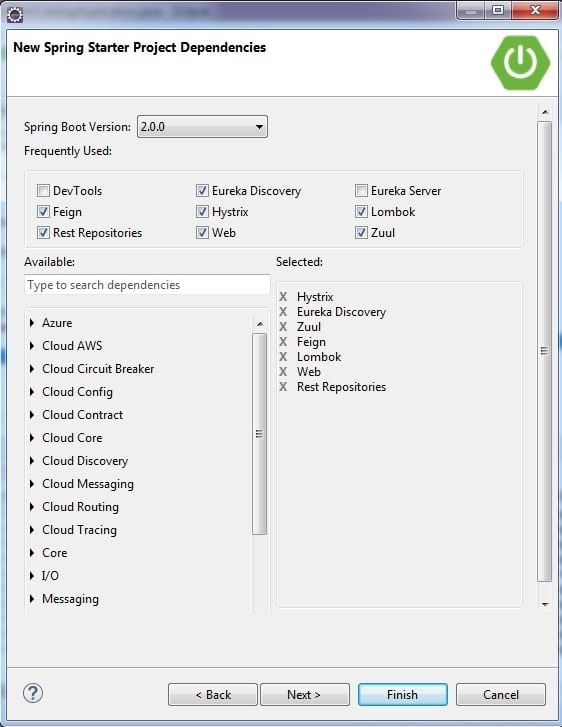 New Spring Starter Project Dependencies
Spring Boot Version: 2.0.0
Frequently Used:
DevTools Eureka Discovery Eureka Server
Feign Hystrix Lombok
Rest Repositories Web Zuul
Available: Selected:
Type to search dependencies
X Hystrix
X Eureka Discovery
X Zuul
X Feign
X Lombok
X Web
X Rest Repositories
Azure
Cloud AWS
Cloud Circuit Breaker
Cloud Config
Cloud Contract
Cloud Core
Cloud Discovery
Cloud Messaging
Cloud Routing
Cloud Tracing
Core
I/O
Messaging
? < Back Next > Finish Cancel